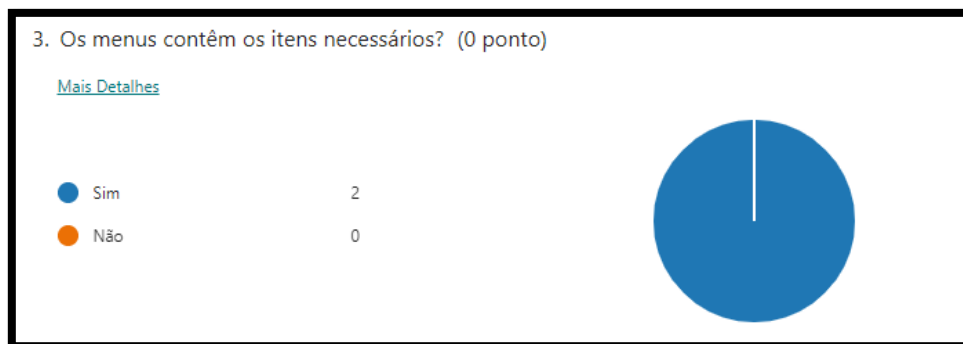 3. Os menus contêm os itens necessários? (0 ponto)
Mais Detalhes
Sim 2
Não 0